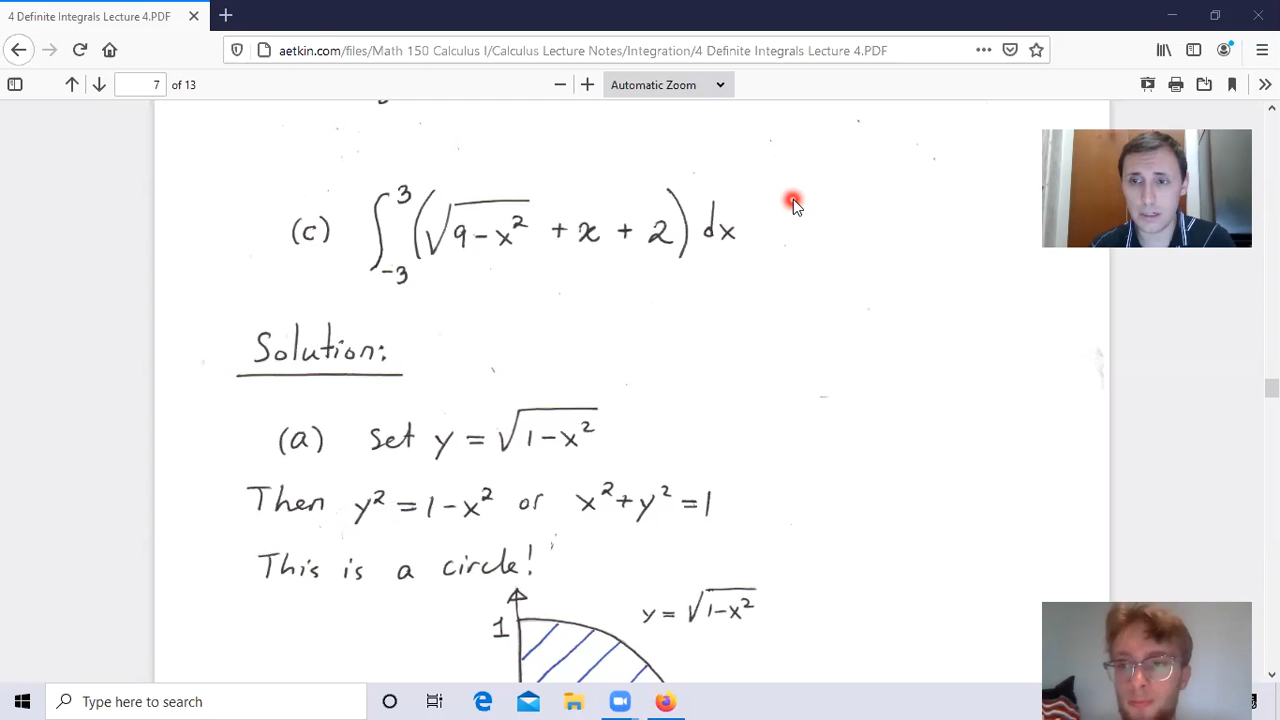 4 Definite Integrals Lecture 4.PDF
aetkin.com/files/Math 150 Calculus I/Calculus Lecture Notes/Integration/4 Definite Integrals Lecture 4.PDF
7 of 13
Automatic Zoom
(c) ∫₋₃³ (√(9-x²) + x + 2) dx
Solution:
(a) Set y = √(1-x²)
Then y² = 1-x² or x²+y² = 1
This is a circle!
y = √(1-x²)
1
Type here to search